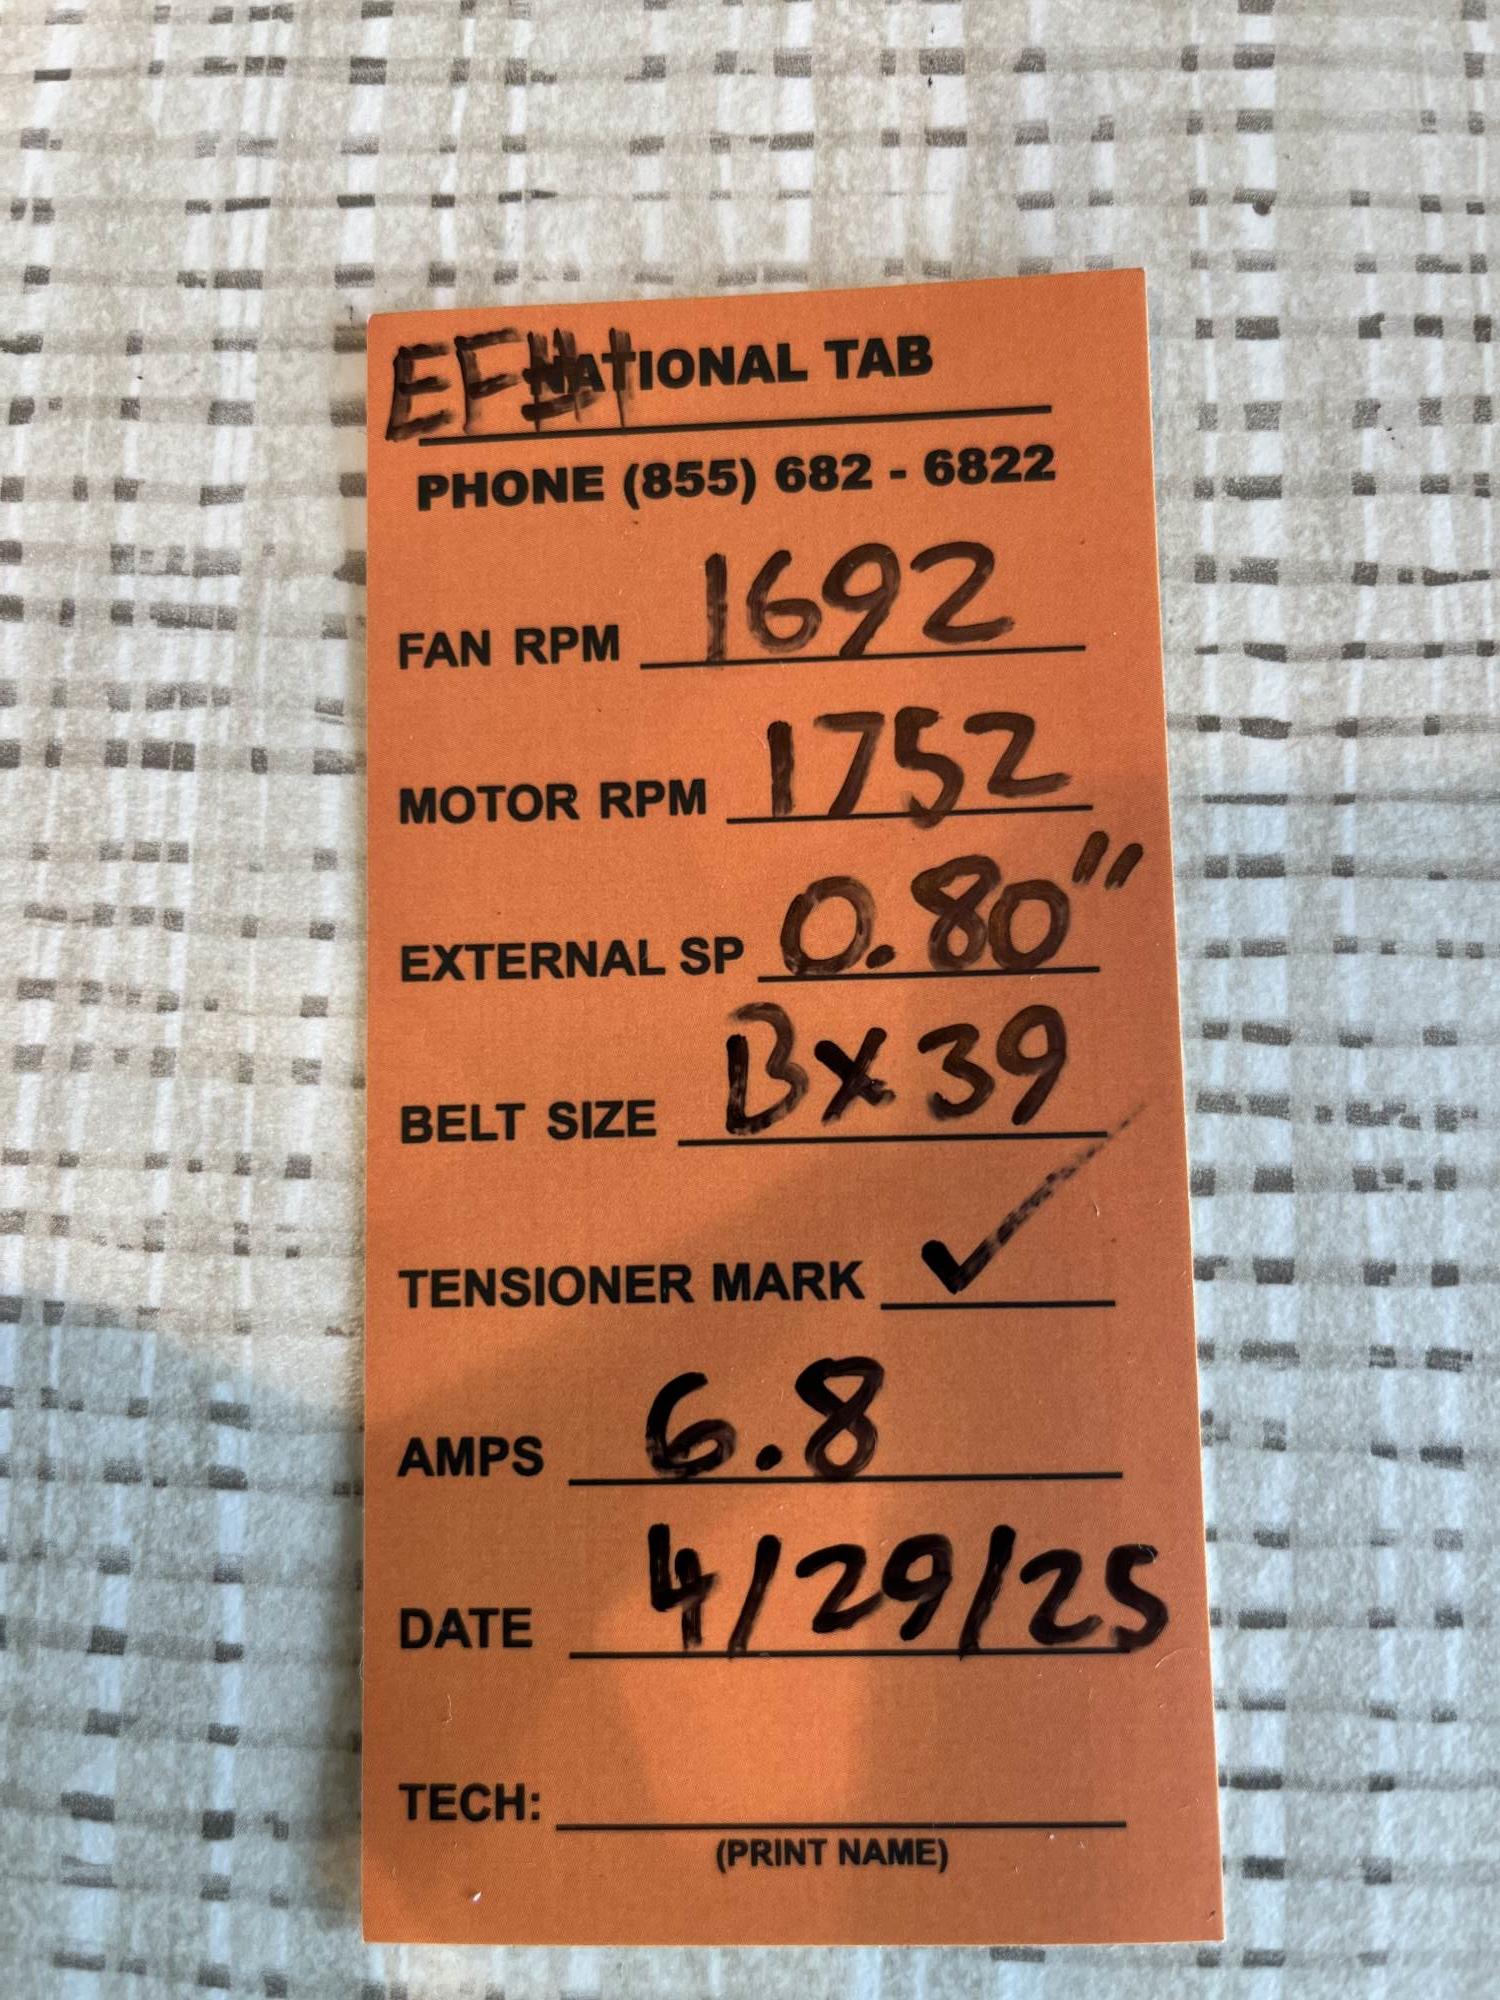 NATIONAL TAB
PHONE (855) 682 - 6822
FAN RPM 1692
MOTOR RPM 1752
EXTERNAL SP 0.80"
BELT SIZE BX39
TENSIONER MARK ✓
AMPS 6.8
DATE 4/29/25
TECH:
(PRINT NAME)